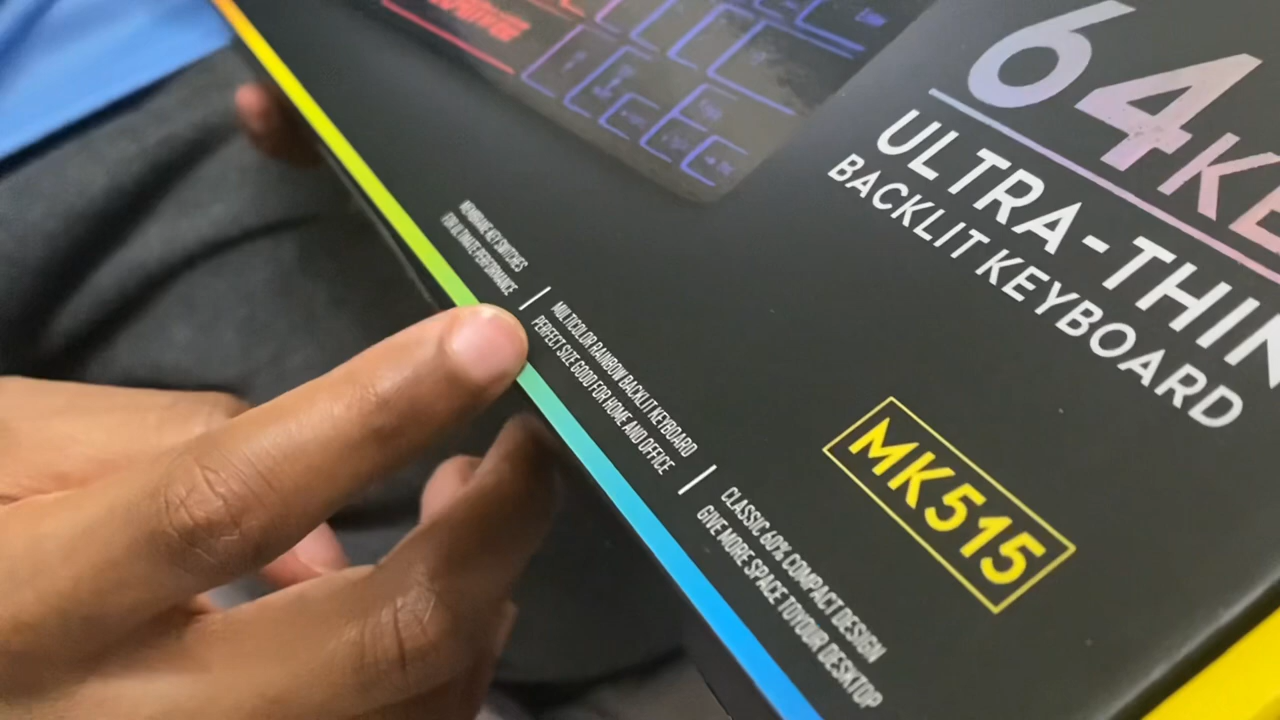 64KE
ULTRA-THIN
BACKLIT KEYBOARD
MK515
MEMBRANE KEY SWITCHES
FOR ULTIMATE PERFORMANCE
MULTICOLOR RAINBOW BACKLIT KEYBOARD
PERFECT SIZE GOOD FOR HOME AND OFFICE
CLASSIC 60% COMPACT DESIGN
GIVE MORE SPACE TOYOUR DESKTOP